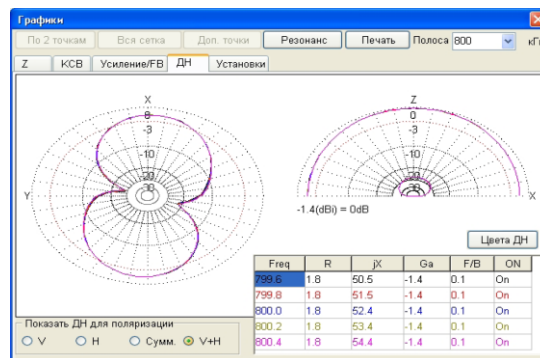 Графики
По 2 точкам Вся сетка Доп. точки Резонанс Печать Полоса 800 кГ
Z КСВ Усиление/FB ДН Установки
X Z
-3 0
-10 -3
-20 -10
-30 -20
Y -30 X
-1.4(dBi) = 0dB
Цвета ДН
Freq R jX Ga F/B ON
799.6 1.8 50.5 -1.4 0.1 On
799.8 1.8 51.5 -1.4 0.1 On
800.0 1.8 52.4 -1.4 0.1 On
800.2 1.8 53.4 -1.4 0.1 On
800.4 1.8 54.4 -1.4 0.1 On
Показать ДН для поляризации
V H Сумм. V+H